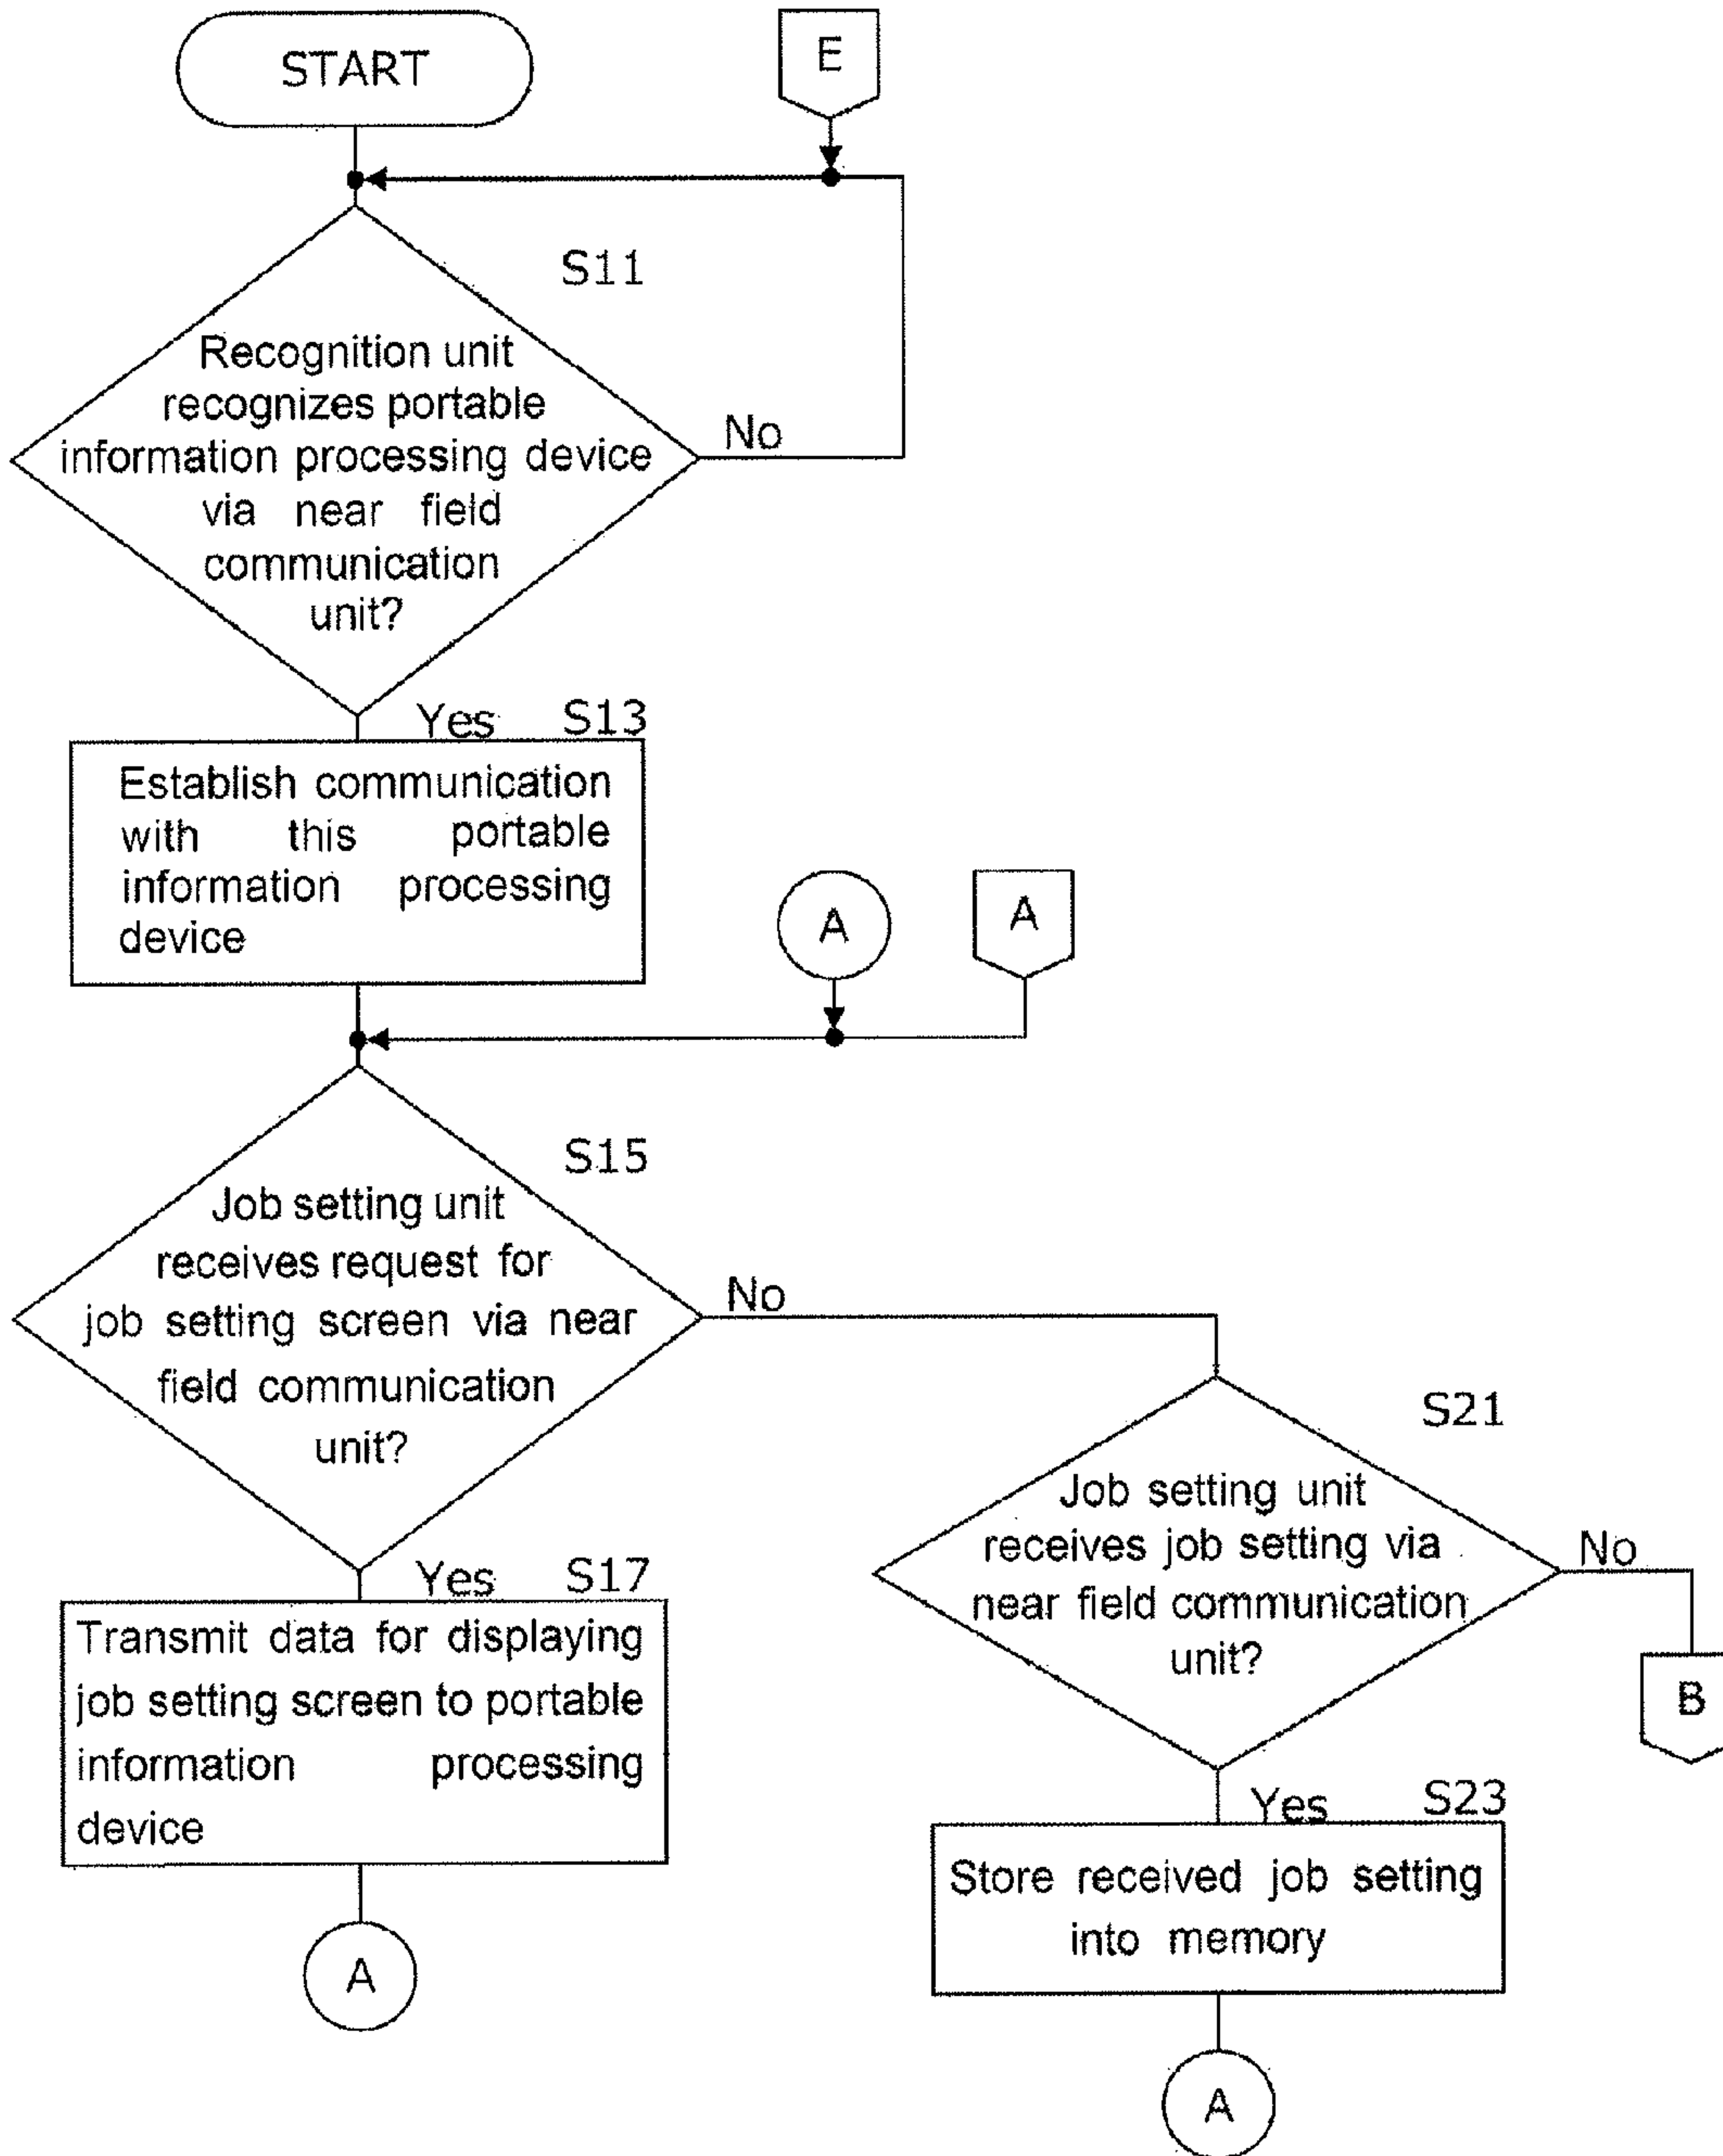 START
E
S11
Recognition unit
recognizes portable
information processing device
via near field
communication
unit?
No
Yes
S13
Establish communication
with this portable
information processing
device
A
A
S15
Job setting unit
receives request for
job setting screen via near
field communication
unit?
No
Yes
S17
Transmit data for displaying
job setting screen to portable
information processing
device
A
S21
Job setting unit
receives job setting via
near field communication
unit?
No
B
Yes
S23
Store received job setting
into memory
A